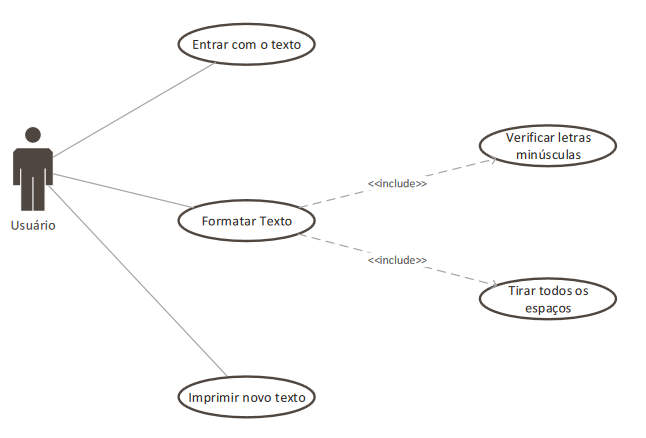 Entrar com o texto
Verificar letras
minúsculas
<<include>>
Usuário
Formatar Texto
<<include>>
Tirar todos os
espaços
Imprimir novo texto